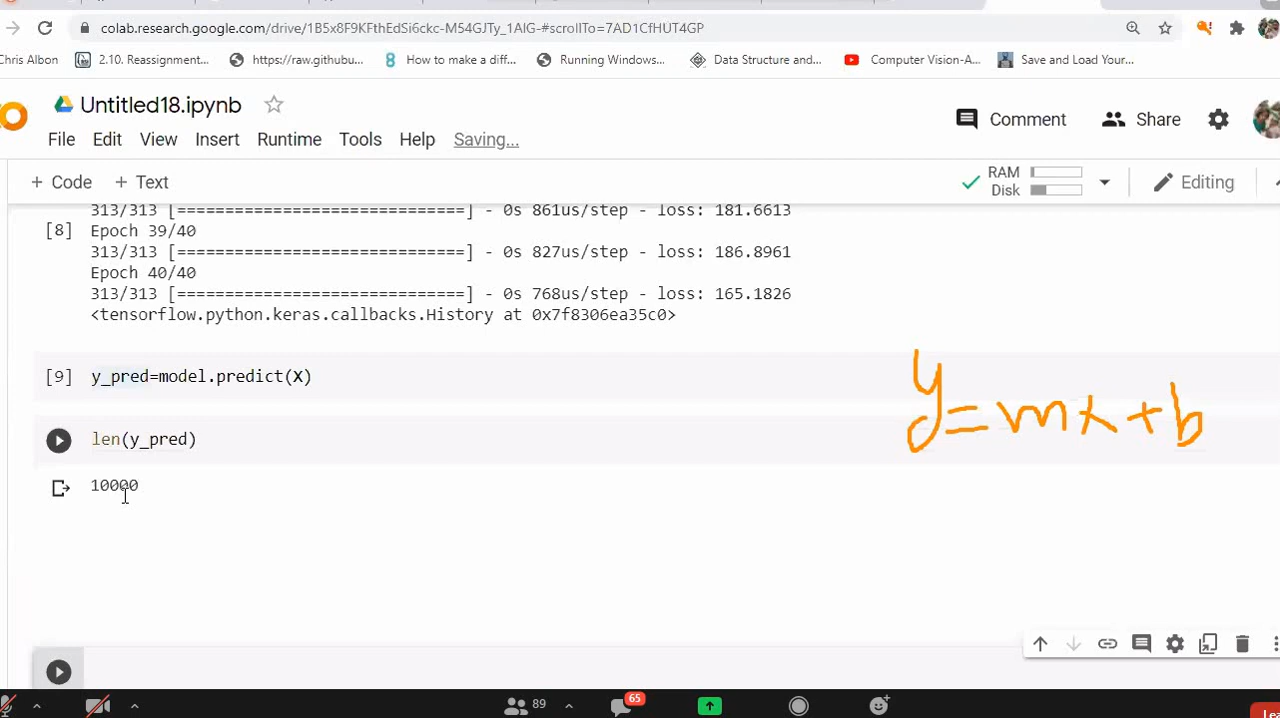 colab.research.google.com/drive/1B5x8F9KFthEdSi6ckc-M54GJTy_1AlG-#scrollTo=7AD1CfHUT4GP
Chris Albon 2.10. Reassignment... https://raw.githubu... How to make a diff... Running Windows... Data Structure and... Computer Vision-A... Save and Load Your...
Untitled18.ipynb
Comment Share
File Edit View Insert Runtime Tools Help Saving...
+ Code + Text RAM Disk Editing
313/313 [==============================] - 0s 861us/step - loss: 181.6613
[8] Epoch 39/40
313/313 [==============================] - 0s 827us/step - loss: 186.8961
Epoch 40/40
313/313 [==============================] - 0s 768us/step - loss: 165.1826
<tensorflow.python.keras.callbacks.History at 0x7f8306ea35c0>
[9] y_pred=model.predict(X)
y=mx+b
len(y_pred)
10000
89 65